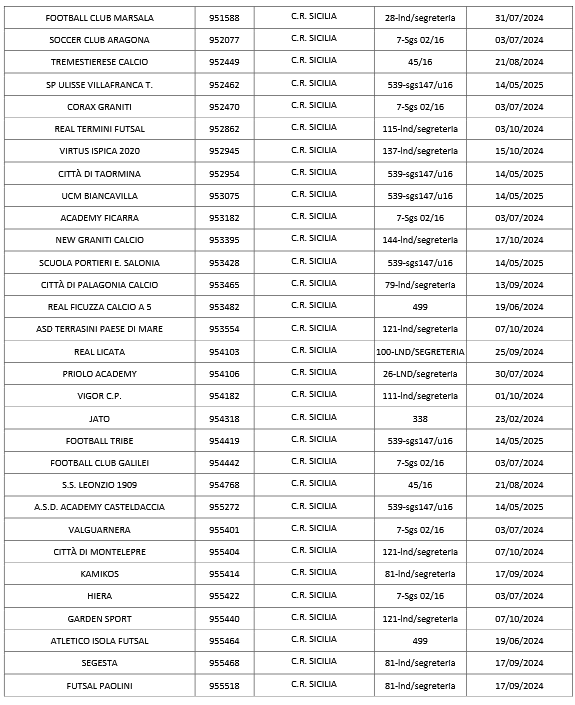 FOOTBALL CLUB MARSALA 951588 C.R. SICILIA 28-lnd/segreteria 31/07/2024
SOCCER CLUB ARAGONA 952077 C.R. SICILIA 7-Sgs 02/16 03/07/2024
TREMESTIERESE CALCIO 952449 C.R. SICILIA 45/16 21/08/2024
SP ULISSE VILLAFRANCA T. 952462 C.R. SICILIA 539-sgs147/u16 14/05/2025
CORAX GRANITI 952470 C.R. SICILIA 7-Sgs 02/16 03/07/2024
REAL TERMINI FUTSAL 952862 C.R. SICILIA 115-lnd/segreteria 03/10/2024
VIRTUS ISPICA 2020 952945 C.R. SICILIA 137-lnd/segreteria 15/10/2024
CITTÀ DI TAORMINA 952954 C.R. SICILIA 539-sgs147/u16 14/05/2025
UCM BIANCAVILLA 953075 C.R. SICILIA 539-sgs147/u16 14/05/2025
ACADEMY FICARRA 953182 C.R. SICILIA 7-Sgs 02/16 03/07/2024
NEW GRANITI CALCIO 953395 C.R. SICILIA 144-lnd/segreteria 17/10/2024
SCUOLA PORTIERI E. SALONIA 953428 C.R. SICILIA 539-sgs147/u16 14/05/2025
CITTÀ DI PALAGONIA CALCIO 953465 C.R. SICILIA 79-lnd/segreteria 13/09/2024
REAL FICUZZA CALCIO A 5 953482 C.R. SICILIA 499 19/06/2024
ASD TERRASINI PAESE DI MARE 953554 C.R. SICILIA 121-lnd/segreteria 07/10/2024
REAL LICATA 954103 C.R. SICILIA 100-LND/SEGRETERIA 25/09/2024
PRIOLO ACADEMY 954106 C.R. SICILIA 26-LND/segreteria 30/07/2024
VIGOR C.P. 954182 C.R. SICILIA 111-lnd/segreteria 01/10/2024
JATO 954318 C.R. SICILIA 338 23/02/2024
FOOTBALL TRIBE 954419 C.R. SICILIA 539-sgs147/u16 14/05/2025
FOOTBALL CLUB GALILEI 954442 C.R. SICILIA 7-Sgs 02/16 03/07/2024
S.S. LEONZIO 1909 954768 C.R. SICILIA 45/16 21/08/2024
A.S.D. ACADEMY CASTELDACCIA 955272 C.R. SICILIA 539-sgs147/u16 14/05/2025
VALGUARNERA 955401 C.R. SICILIA 7-Sgs 02/16 03/07/2024
CITTÀ DI MONTELEPRE 955404 C.R. SICILIA 121-lnd/segreteria 07/10/2024
KAMIKOS 955414 C.R. SICILIA 81-lnd/segreteria 17/09/2024
HIERA 955422 C.R. SICILIA 7-Sgs 02/16 03/07/2024
GARDEN SPORT 955440 C.R. SICILIA 121-lnd/segreteria 07/10/2024
ATLETICO ISOLA FUTSAL 955464 C.R. SICILIA 499 19/06/2024
SEGESTA 955468 C.R. SICILIA 81-lnd/segreteria 17/09/2024
FUTSAL PAOLINI 955518 C.R. SICILIA 81-lnd/segreteria 17/09/2024